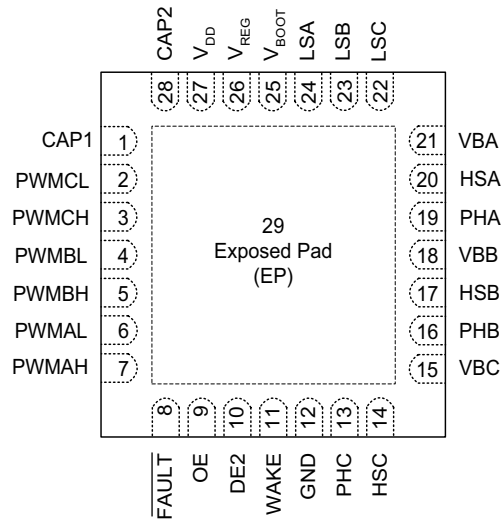 CAP2
VDD
VREG
VBOOT
LSA
LSB
LSC
28
27
26
25
24
23
22
CAP1 1
PWMCL 2
PWMCH 3
PWMBL 4
PWMBH 5
PWMAL 6
PWMAH 7
29
Exposed Pad
(EP)
21 VBA
20 HSA
19 PHA
18 VBB
17 HSB
16 PHB
15 VBC
8
9
10
11
12
13
14
FAULT
OE
DE2
WAKE
GND
PHC
HSC